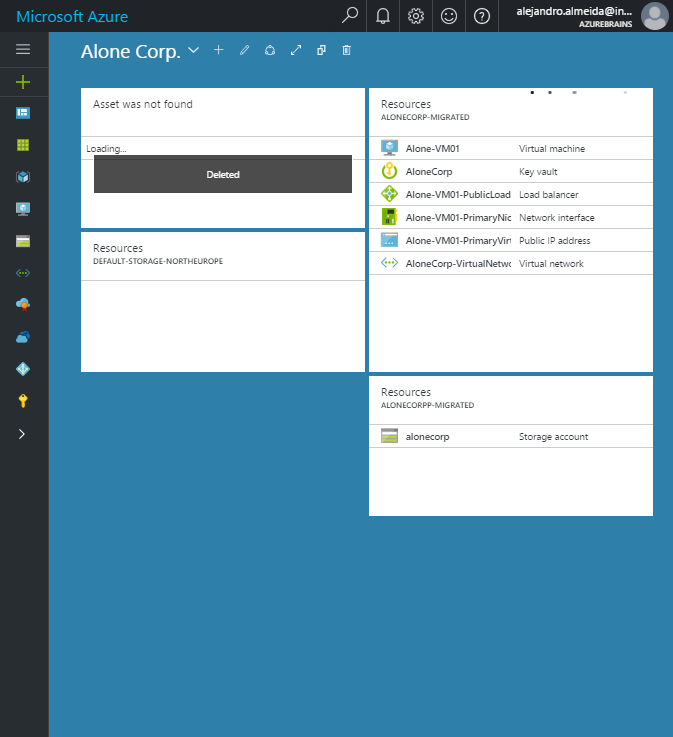 Microsoft Azure
alejandro.almeida@in...
AZUREBRAINS
Alone Corp.
Asset was not found
Loading...
Deleted
Resources
DEFAULT-STORAGE-NORTHEUROPE
Resources
ALONECORP-MIGRATED
Alone-VM01 Virtual machine
AloneCorp Key vault
Alone-VM01-PublicLoad Load balancer
Alone-VM01-PrimaryNic Network interface
Alone-VM01-PrimaryVirt Public IP address
AloneCorp-VirtualNetwo Virtual network
Resources
ALONECORPP-MIGRATED
alonecorp Storage account